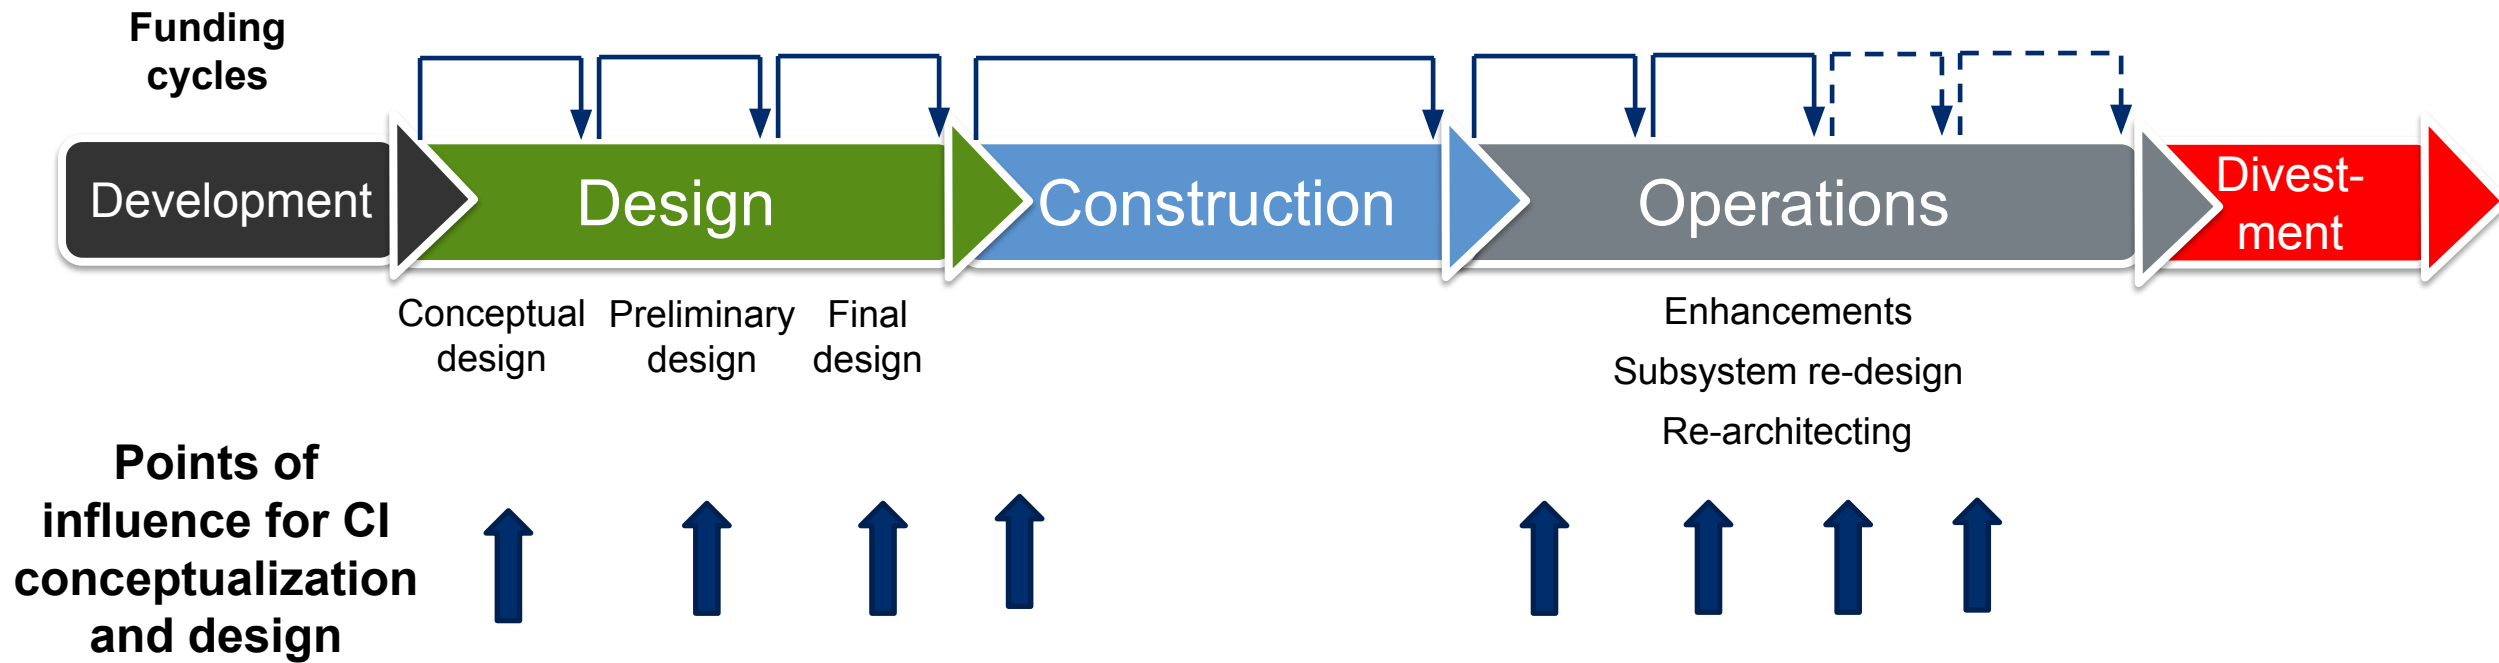 Funding
cycles
Development
Design
Construction
Operations
Divest-
ment
Conceptual
design
Preliminary
design
Final
design
Enhancements
Subsystem re-design
Re-architecting
Points of
influence for CI
conceptualization
and design